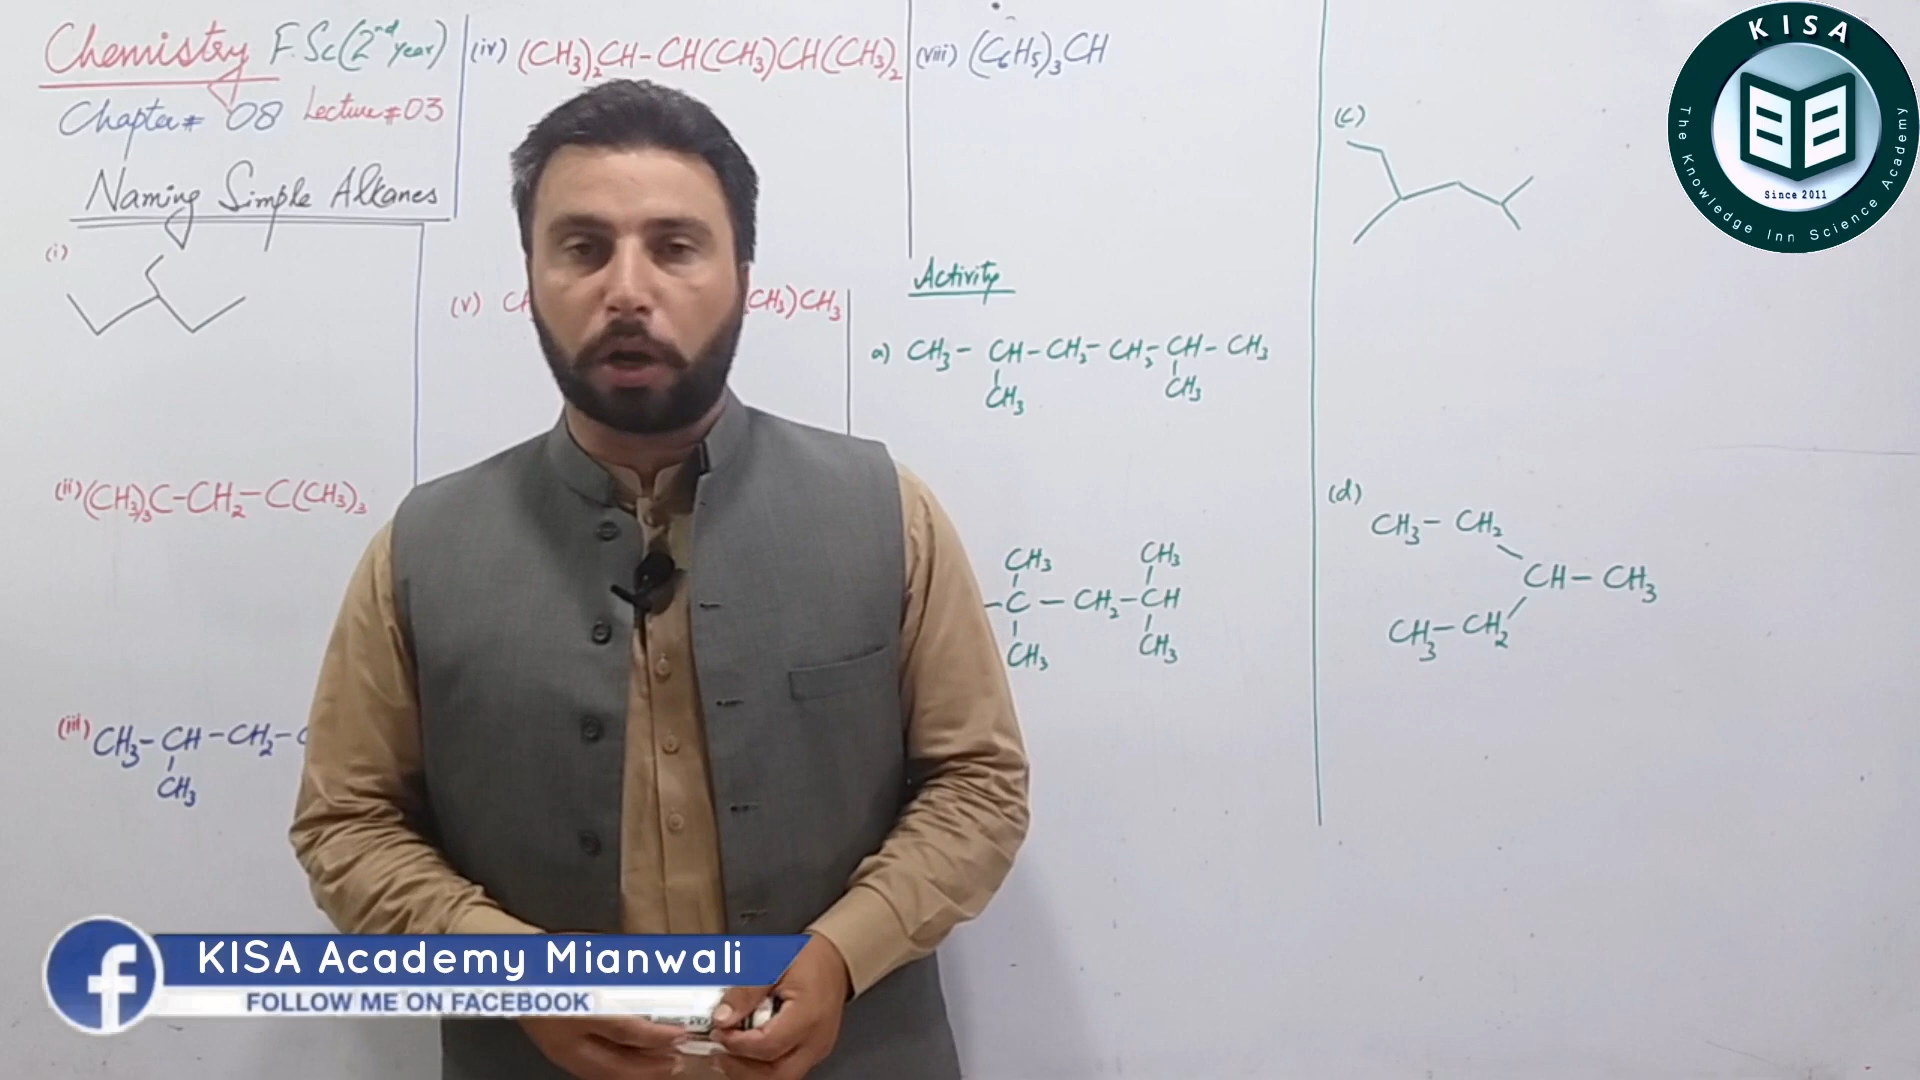 Chemistry F.Sc(2nd year)
Chapter# 08 Lecture#03
Naming Simple Alkanes
(i)
(ii) (CH3)3C-CH2-C(CH3)3
(iii) CH3-CH-CH2-
CH3
(iv) (CH3)2CH-CH(CH3)CH(CH3)2
(v) CH3)CH3
(viii) (C6H5)3CH
Activity
a) CH3-CH-CH2-CH2-CH-CH3
CH3 CH3
CH3 CH3
-C-CH2-CH
CH3 CH3
(c)
(d)
CH3-CH2
CH-CH3
CH3-CH2
KISA
The Knowledge Inn Science Academy
Since 2011
KISA Academy Mianwali
FOLLOW ME ON FACEBOOK